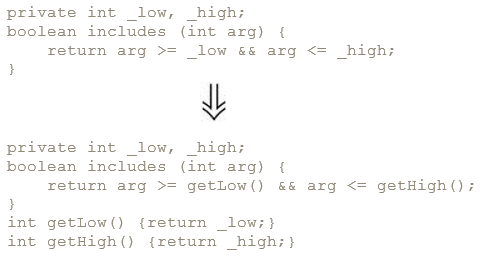 private int _low, _high;
boolean includes (int arg) {
    return arg >= _low && arg <= _high;
}
private int _low, _high;
boolean includes (int arg) {
    return arg >= getLow() && arg <= getHigh();
}
int getLow() {return _low;}
int getHigh() {return _high;}